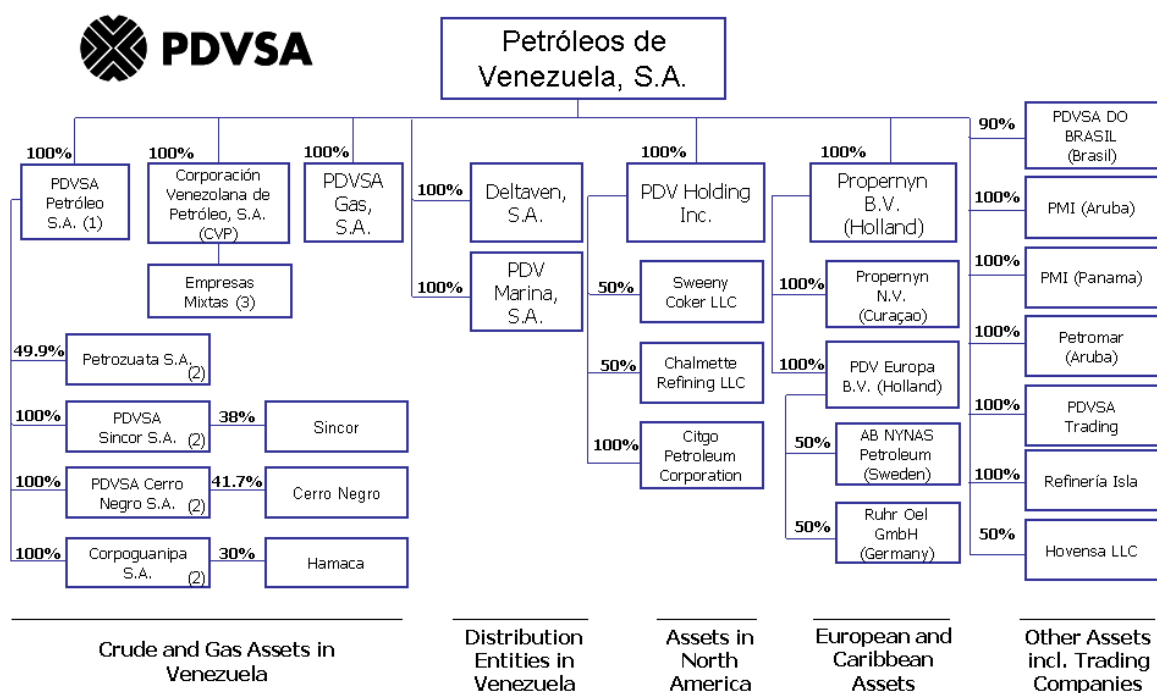 PDVSA
Petróleos de
Venezuela, S.A.
100%
PDVSA
Petróleo
S.A. (1)
100%
Corporación
Venezolana de
Petróleo, S.A.
(CVP)
Empresas
Mixtas (3)
100%
PDVSA
Gas,
S.A.
49.9%
Petrozuata S.A.
(2)
100%
PDVSA
Sincor S.A. (2)
38%
Sincor
100%
PDVSA Cerro
Negro S.A. (2)
41.7%
Cerro Negro
100%
Corpoguanipa
S.A. (2)
30%
Hamaca
100%
Deltaven,
S.A.
100%
PDV
Marina,
S.A.
100%
PDV Holding
Inc.
50%
Sweeny
Coker LLC
50%
Chalmette
Refining LLC
100%
Citgo
Petroleum
Corporation
100%
Propernyn
B.V.
(Holland)
100%
Propernyn
N.V.
(Curaçao)
100%
PDV Europa
B.V. (Holland)
50%
AB NYNAS
Petroleum
(Sweden)
50%
Ruhr Oel
GmbH
(Germany)
90%
PDVSA DO
BRASIL
(Brasil)
100%
PMI (Aruba)
100%
PMI (Panama)
100%
Petromar
(Aruba)
100%
PDVSA
Trading
100%
Refinería Isla
50%
Hovensa LLC
Crude and Gas Assets in
Venezuela
Distribution
Entities in
Venezuela
Assets in
North
America
European and
Caribbean
Assets
Other Assets
incl. Trading
Companies